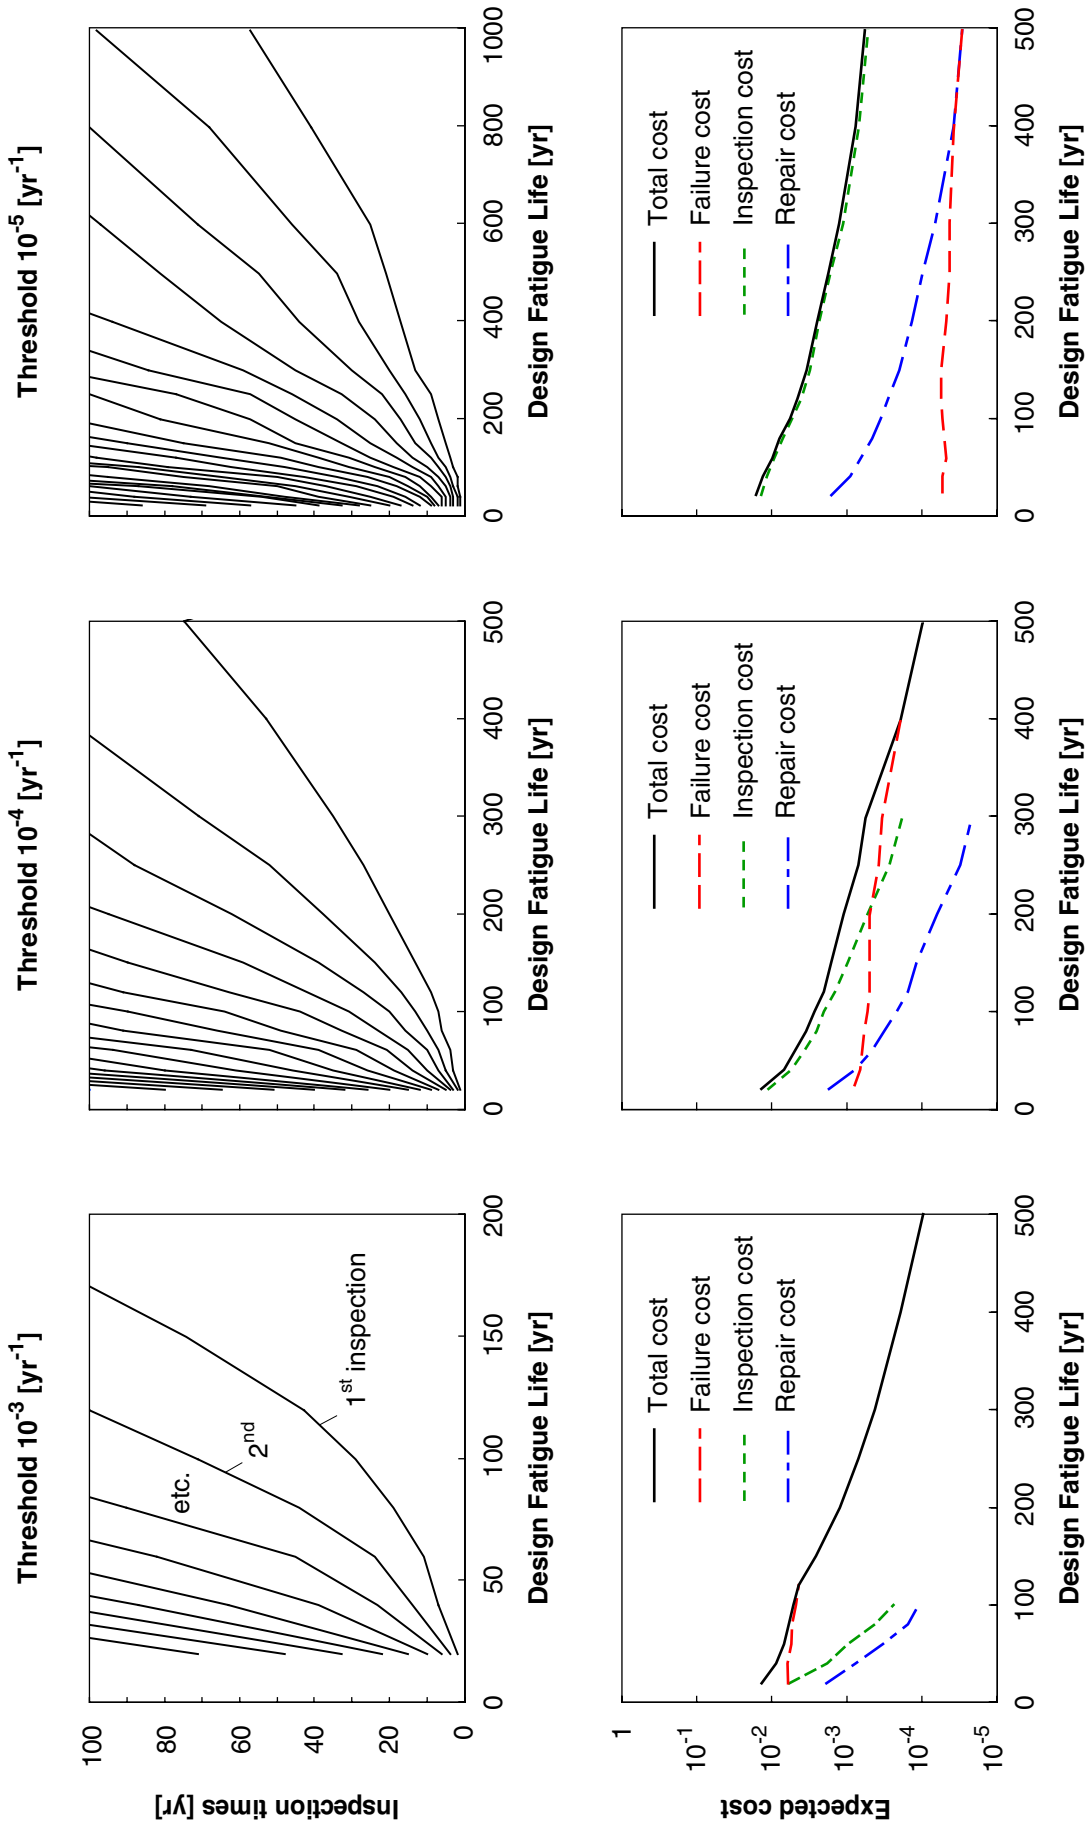 Threshold 10-3 [yr-1]
Threshold 10-4 [yr-1]
Threshold 10-5 [yr-1]
Inspection times [yr]
100
80
60
40
20
0
etc.
2nd
1st inspection
0 50 100 150 200
Design Fatigue Life [yr]
0 100 200 300 400 500
Design Fatigue Life [yr]
0 200 400 600 800 1000
Design Fatigue Life [yr]
Expected cost
1
10-1
10-2
10-3
10-4
10-5
Total cost
Failure cost
Inspection cost
Repair cost
0 100 200 300 400 500
Design Fatigue Life [yr]
Total cost
Failure cost
Inspection cost
Repair cost
0 100 200 300 400 500
Design Fatigue Life [yr]
Total cost
Failure cost
Inspection cost
Repair cost
0 100 200 300 400 500
Design Fatigue Life [yr]